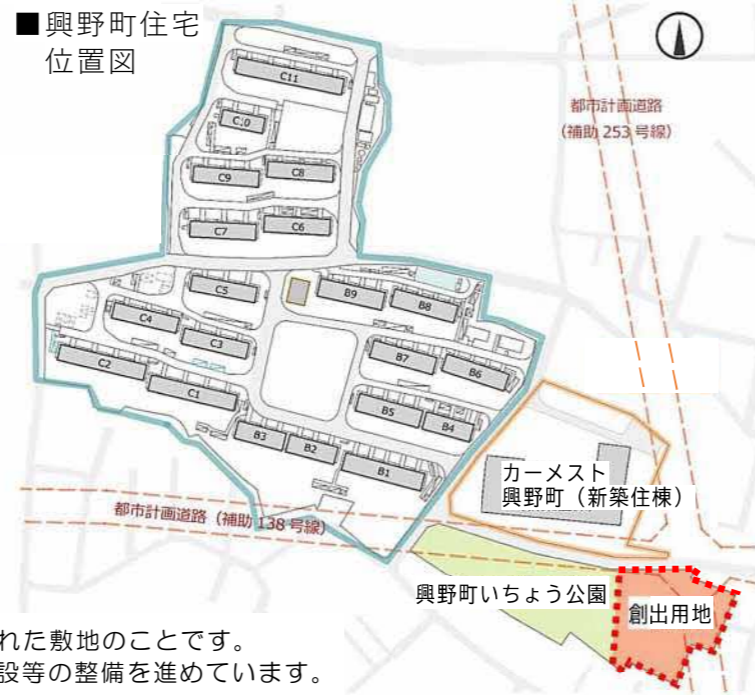 ■興野町住宅
位置図
都市計画道路
(補助 253 号線)
C11
C10
C9
C8
C7
C6
C5
B9
B8
C4
C3
B7
B6
C2
C1
B5
B4
B3
B2
B1
カーメスト
興野町（新築住棟）
都市計画道路（補助 138 号線）
興野町いちょう公園
創出用地
れた敷地のことです。
設等の整備を進めています。